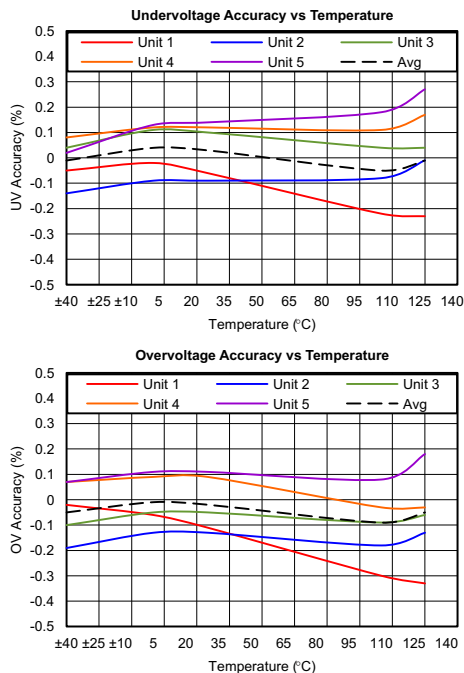 Undervoltage Accuracy vs Temperature
0.5
Unit 1 Unit 2 Unit 3
0.4
Unit 4 Unit 5 Avg
0.3
0.2
0.1
0
-0.1
-0.2
-0.3
-0.4
-0.5
UV Accuracy (%)
±40 ±25 ±10 5 20 35 50 65 80 95 110 125 140
Temperature (°C)
Overvoltage Accuracy vs Temperature
0.5
Unit 1 Unit 2 Unit 3
0.4
Unit 4 Unit 5 Avg
0.3
0.2
0.1
0
-0.1
-0.2
-0.3
-0.4
-0.5
OV Accuracy (%)
±40 ±25 ±10 5 20 35 50 65 80 95 110 125 140
Temperature (°C)